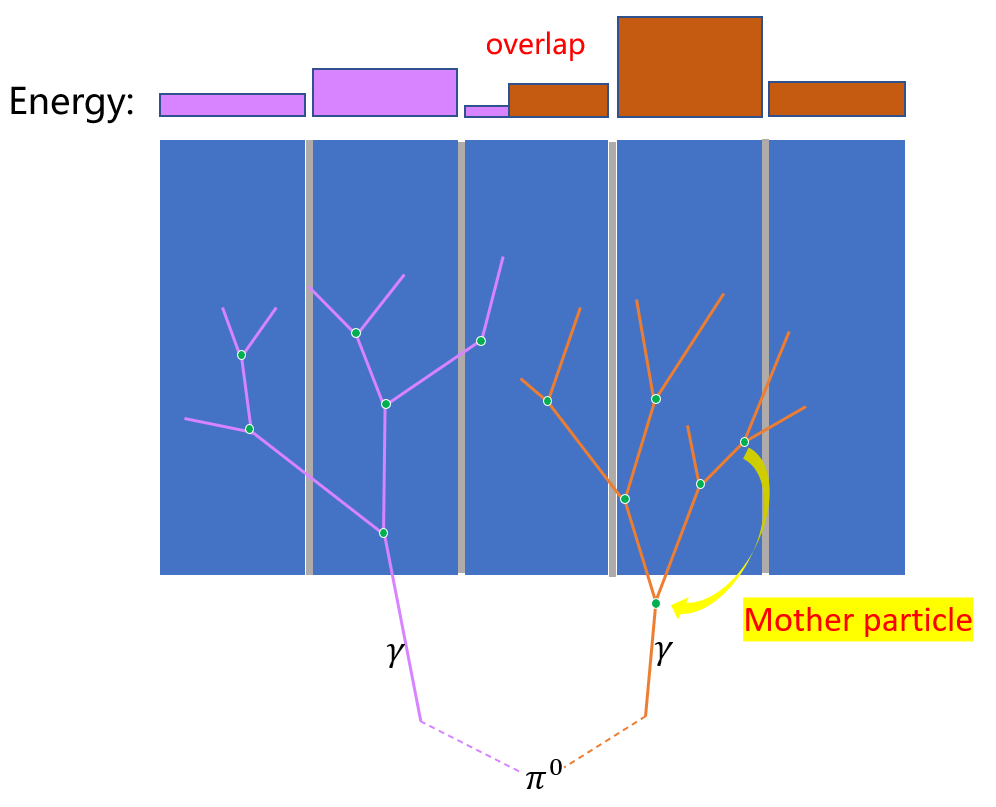 overlap
Energy:
Mother particle
γ
γ
π⁰